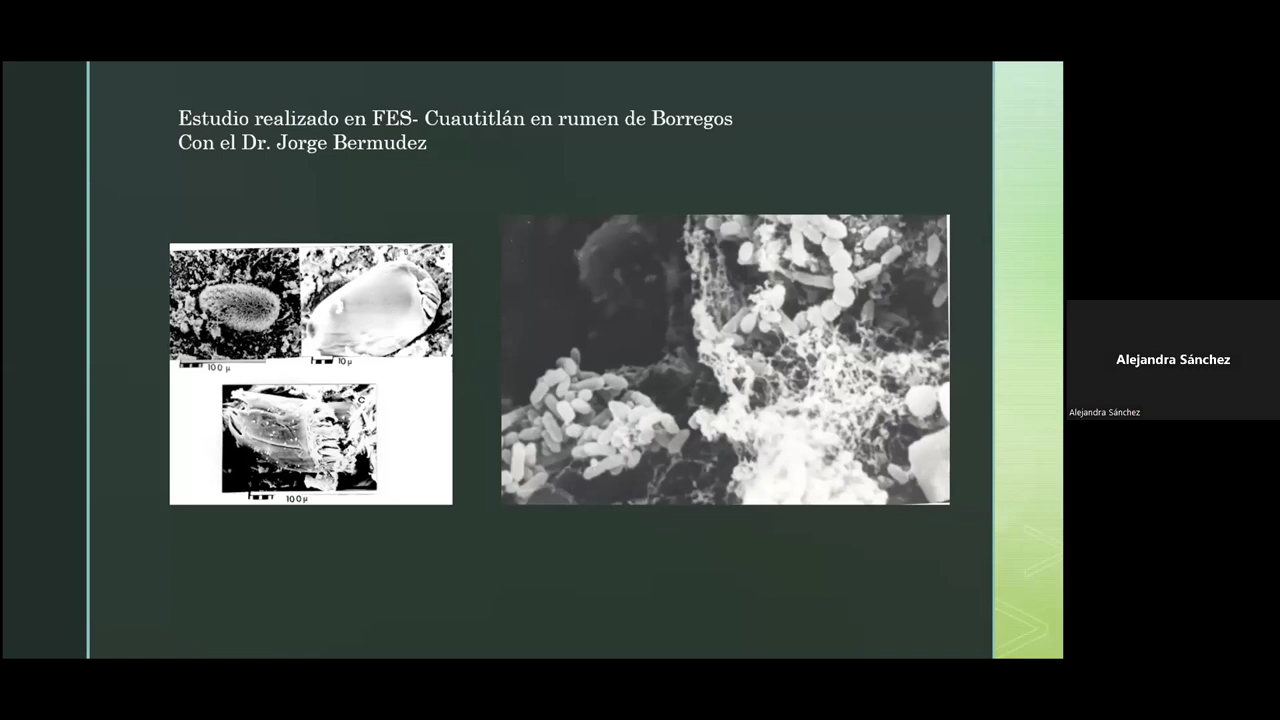 Estudio realizado en FES- Cuautitlán en rumen de Borregos
Con el Dr. Jorge Bermudez
100 µ
10 µ
C
100 µ
Alejandra Sánchez
Alejandra Sánchez